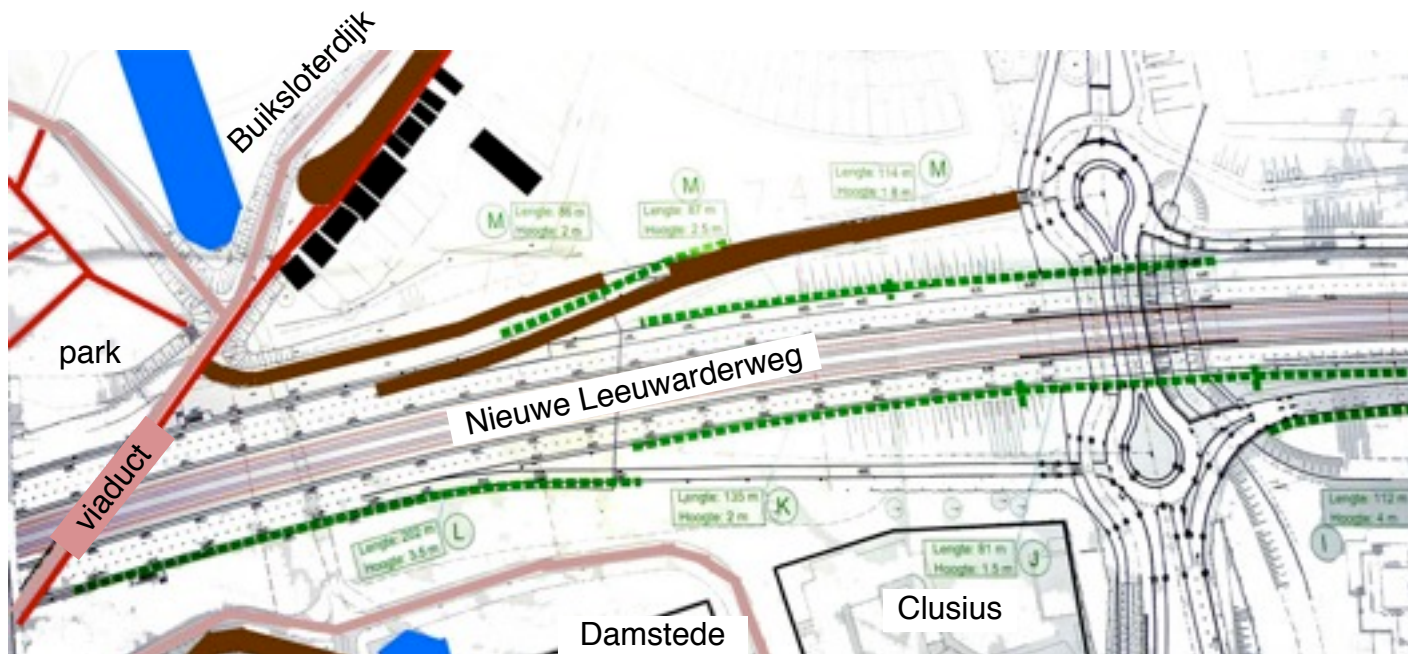 Buiksloterdijk
M
Lengte: 114 m
Hoogte: 1.8 m
M
M
Lengte: 86 m
Hoogte: 2 m
Lengte: 87 m
Hoogte: 2.5 m
park
Nieuwe Leeuwarderweg
viaduct
Lengte: 202 m
Hoogte: 3.5 m
L
Lengte: 135 m
Hoogte: 2 m
K
Lengte: 112 m
Hoogte: 4 m
I
Lengte: 81 m
Hoogte: 1.5 m
J
Clusius
Damstede